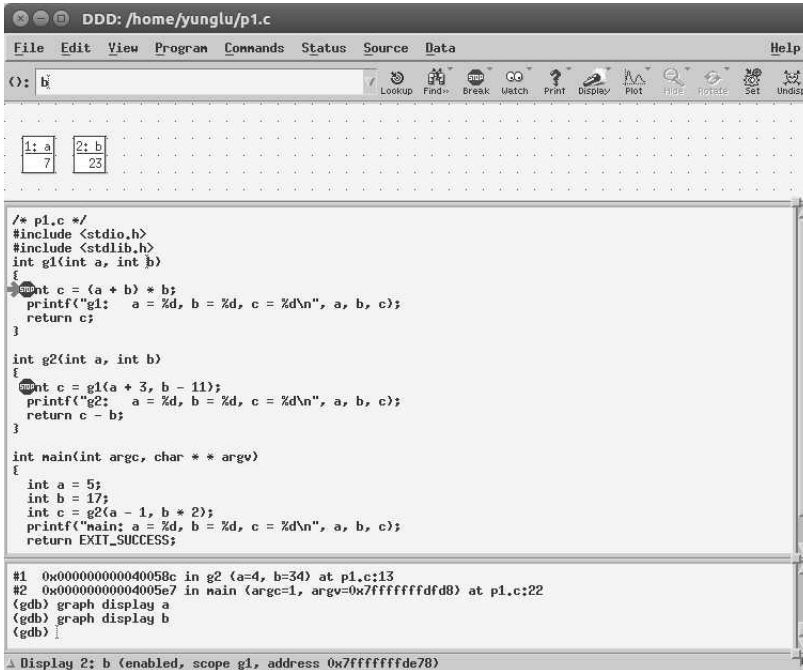 DDD: /home/yunglu/p1.c
File Edit View Program Commands Status Source Data Help
(): b Lookup Find» Break Watch Print Display Plot Hide Rotate Set Undisp
1: a 2: b
7 23
/* p1.c */
#include <stdio.h>
#include <stdlib.h>
int g1(int a, int b)
{
STOP nt c = (a + b) * b;
printf("g1:   a = %d, b = %d, c = %d\n", a, b, c);
return c;
}
int g2(int a, int b)
{
STOP nt c = g1(a + 3, b - 11);
printf("g2:   a = %d, b = %d, c = %d\n", a, b, c);
return c - b;
}
int main(int argc, char * * argv)
{
int a = 5;
int b = 17;
int c = g2(a - 1, b * 2);
printf("main: a = %d, b = %d, c = %d\n", a, b, c);
return EXIT_SUCCESS;
#1  0x000000000040058c in g2 (a=4, b=34) at p1.c:13
#2  0x00000000004005e7 in main (argc=1, argv=0x7fffffffdfd8) at p1.c:22
(gdb) graph display a
(gdb) graph display b
(gdb)
Display 2: b (enabled, scope g1, address 0x7fffffffde78)